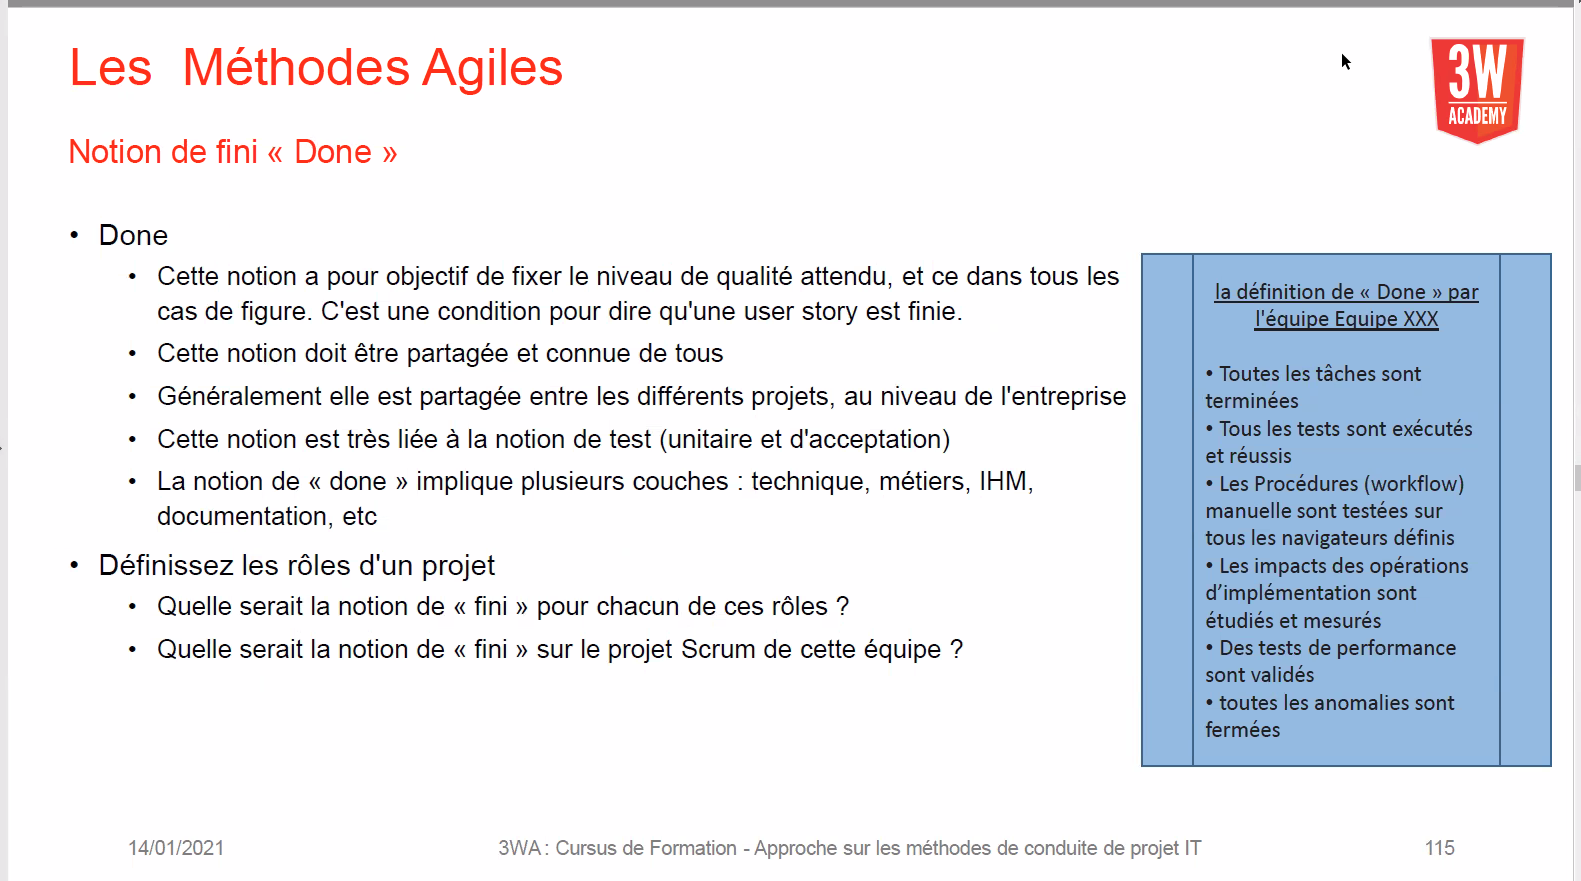 Les Méthodes Agiles
3W
ACADEMY
Notion de fini « Done »
• Done
• Cette notion a pour objectif de fixer le niveau de qualité attendu, et ce dans tous les
cas de figure. C'est une condition pour dire qu'une user story est finie.
• Cette notion doit être partagée et connue de tous
• Généralement elle est partagée entre les différents projets, au niveau de l'entreprise
• Cette notion est très liée à la notion de test (unitaire et d'acceptation)
• La notion de « done » implique plusieurs couches : technique, métiers, IHM,
documentation, etc
• Définissez les rôles d'un projet
• Quelle serait la notion de « fini » pour chacun de ces rôles ?
• Quelle serait la notion de « fini » sur le projet Scrum de cette équipe ?
la définition de « Done » par
l'équipe Equipe XXX
• Toutes les tâches sont
terminées
• Tous les tests sont exécutés
et réussis
• Les Procédures (workflow)
manuelle sont testées sur
tous les navigateurs définis
• Les impacts des opérations
d’implémentation sont
étudiés et mesurés
• Des tests de performance
sont validés
• toutes les anomalies sont
fermées
14/01/2021
3WA : Cursus de Formation - Approche sur les méthodes de conduite de projet IT
115